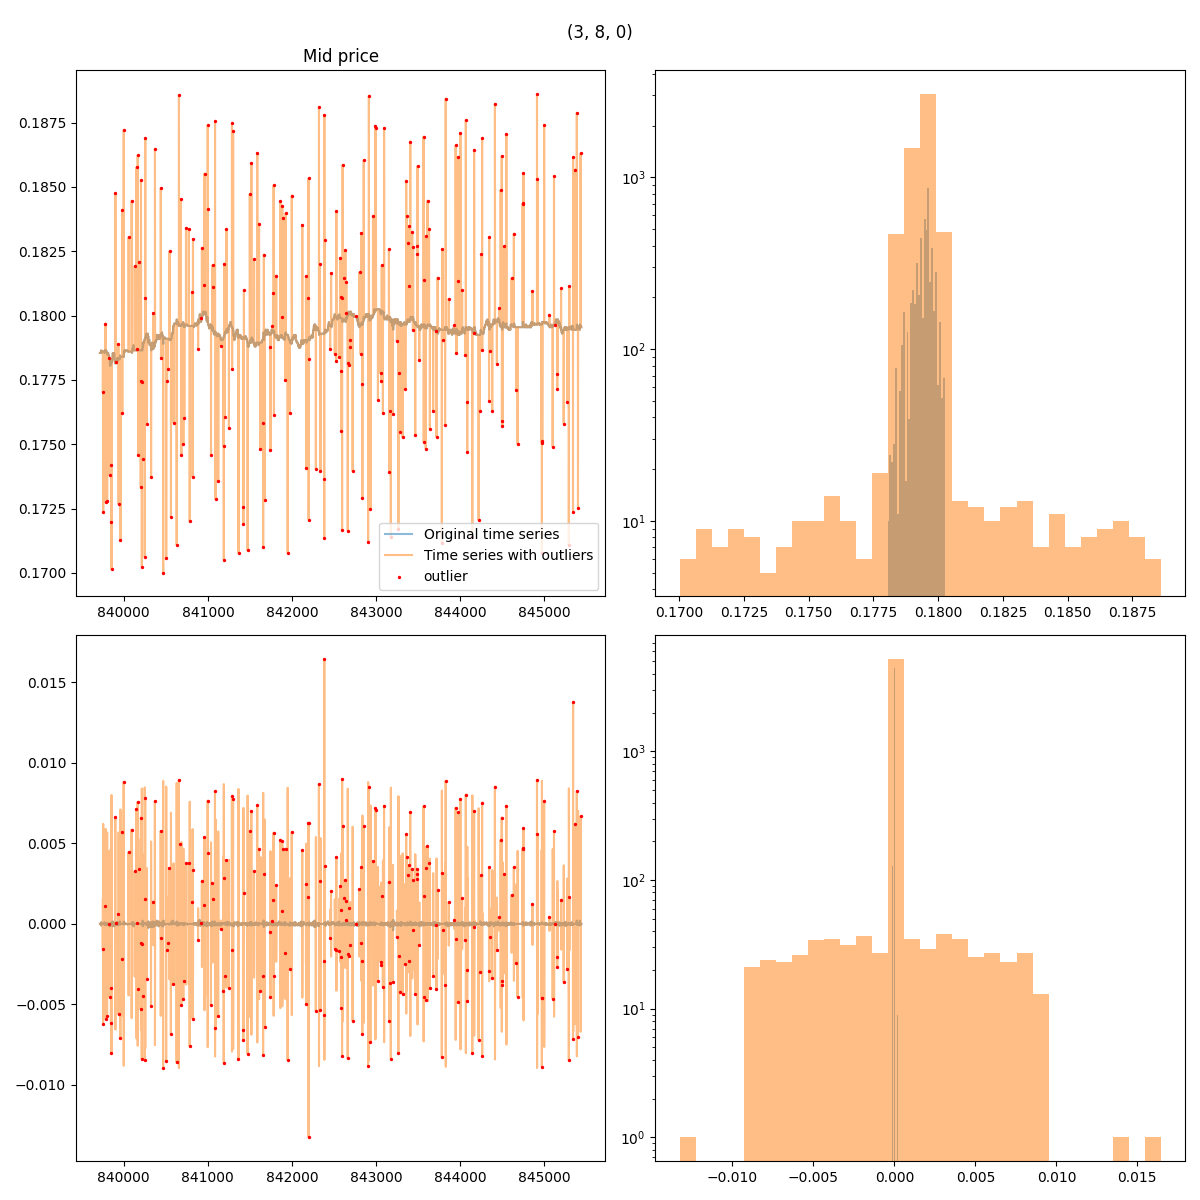 (3, 8, 0)
Mid price
0.1875
0.1850
0.1825
0.1800
0.1775
0.1750
0.1725
0.1700
840000 841000 842000 843000 844000 845000
Original time series
Time series with outliers
outlier
10³
10²
10¹
0.1700 0.1725 0.1750 0.1775 0.1800 0.1825 0.1850 0.1875
0.015
0.010
0.005
0.000
−0.005
−0.010
840000 841000 842000 843000 844000 845000
10³
10²
10¹
10⁰
−0.010 −0.005 0.000 0.005 0.010 0.015